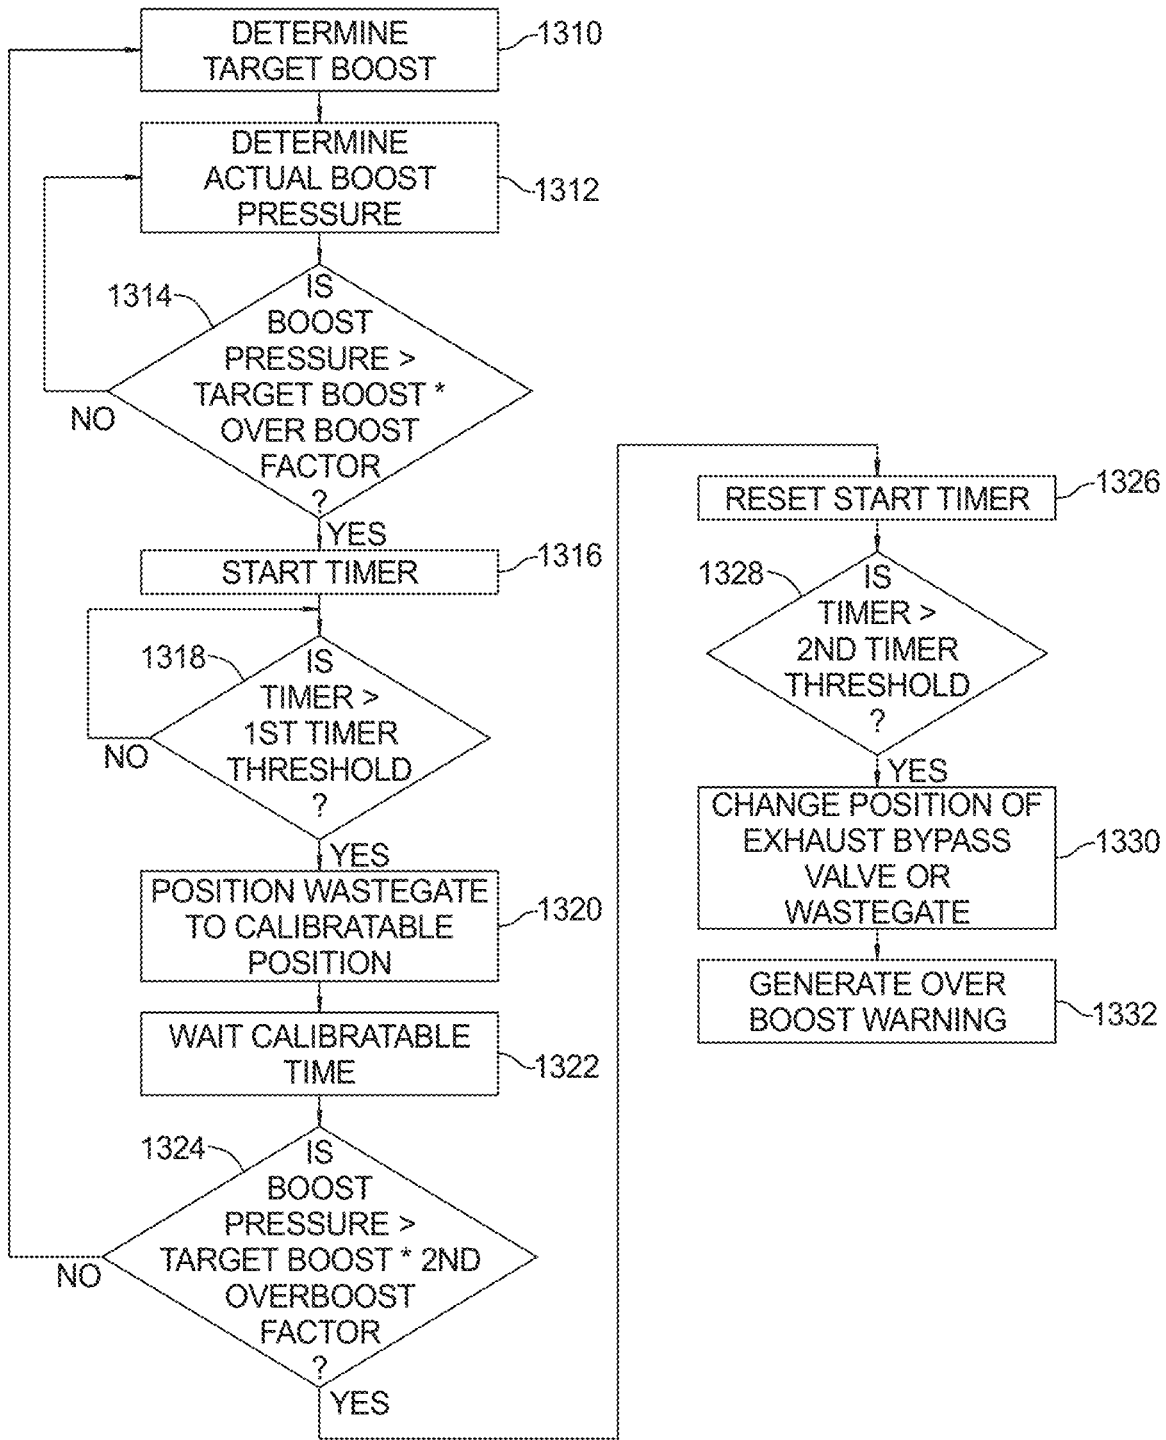 DETERMINE
TARGET BOOST
1310
DETERMINE
ACTUAL BOOST
PRESSURE
1312
1314
IS
BOOST
PRESSURE >
TARGET BOOST *
OVER BOOST
FACTOR
?
NO
YES
START TIMER
1316
1318
IS
TIMER >
1ST TIMER
THRESHOLD
?
NO
YES
POSITION WASTEGATE
TO CALIBRATABLE
POSITION
1320
WAIT CALIBRATABLE
TIME
1322
1324
IS
BOOST
PRESSURE >
TARGET BOOST * 2ND
OVERBOOST
FACTOR
?
NO
YES
RESET START TIMER
1326
1328
IS
TIMER >
2ND TIMER
THRESHOLD
?
YES
CHANGE POSITION OF
EXHAUST BYPASS
VALVE OR
WASTEGATE
1330
GENERATE OVER
BOOST WARNING
1332